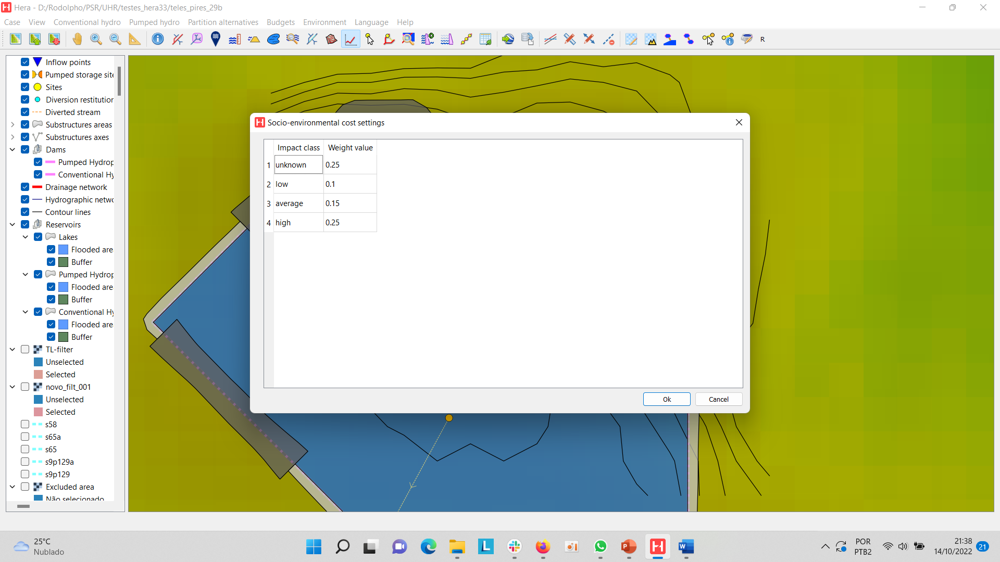 Hera - D:/Rodolpho/PSR/UHR/testes_hera33/teles_pires_29b
Case View Conventional hydro Pumped hydro Partition alternatives Budgets Environment Language Help
R
Inflow points
Pumped storage site
Sites
Diversion restitution
Diverted stream
Substructures areas
Substructures axes
Dams
Pumped Hydrop
Conventional Hy
Drainage network
Hydrographic netwo
Contour lines
Reservoirs
Lakes
Flooded are
Buffer
Pumped Hydrop
Flooded are
Buffer
Conventional Hy
Flooded are
Buffer
TL-filter
Unselected
Selected
novo_filt_001
Unselected
Selected
s58
s65a
s65
s9p129a
s9p129
Excluded area
Não selecionado
Socio-environmental cost settings
Impact class Weight value
1 unknown 0.25
2 low 0.1
3 average 0.15
4 high 0.25
Ok Cancel
25°C
Nublado
POR
PTB2
21:38
14/10/2022
21